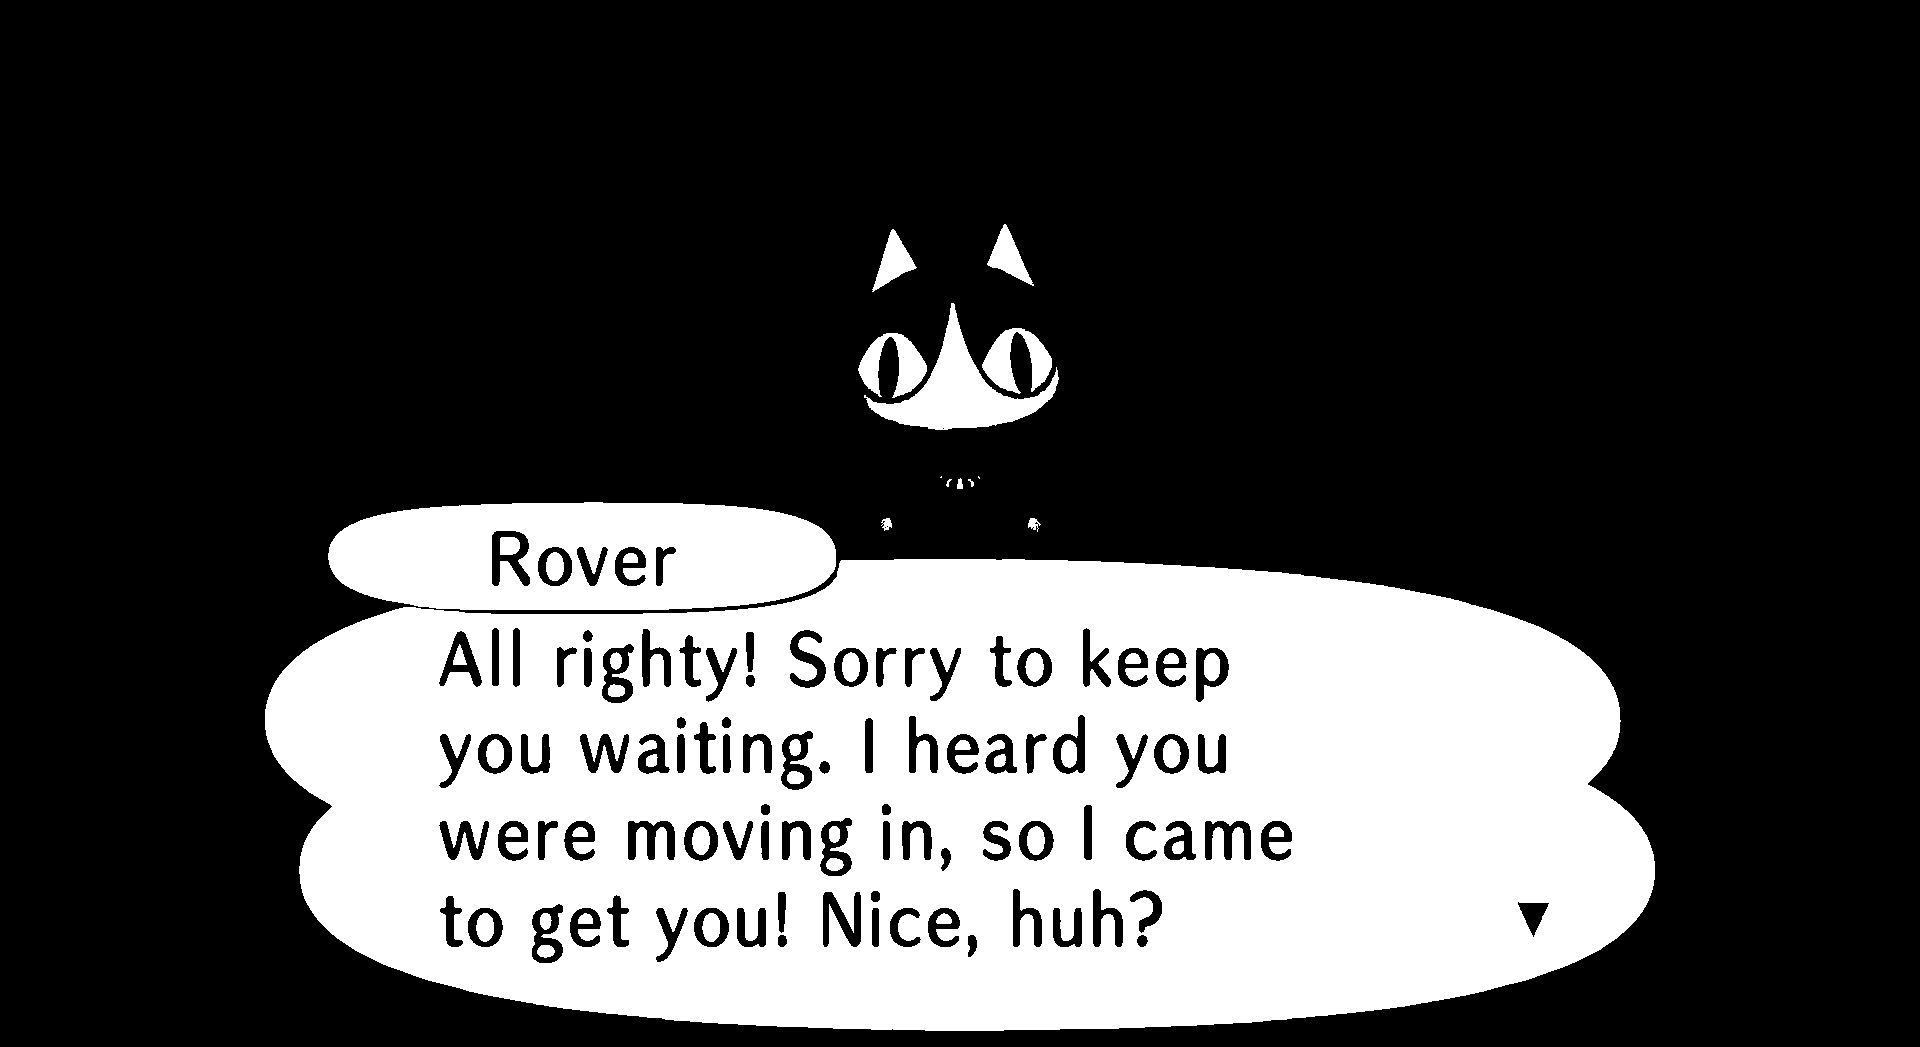 Rover
All righty! Sorry to keep
you waiting. I heard you
were moving in, so I came
to get you! Nice, huh?